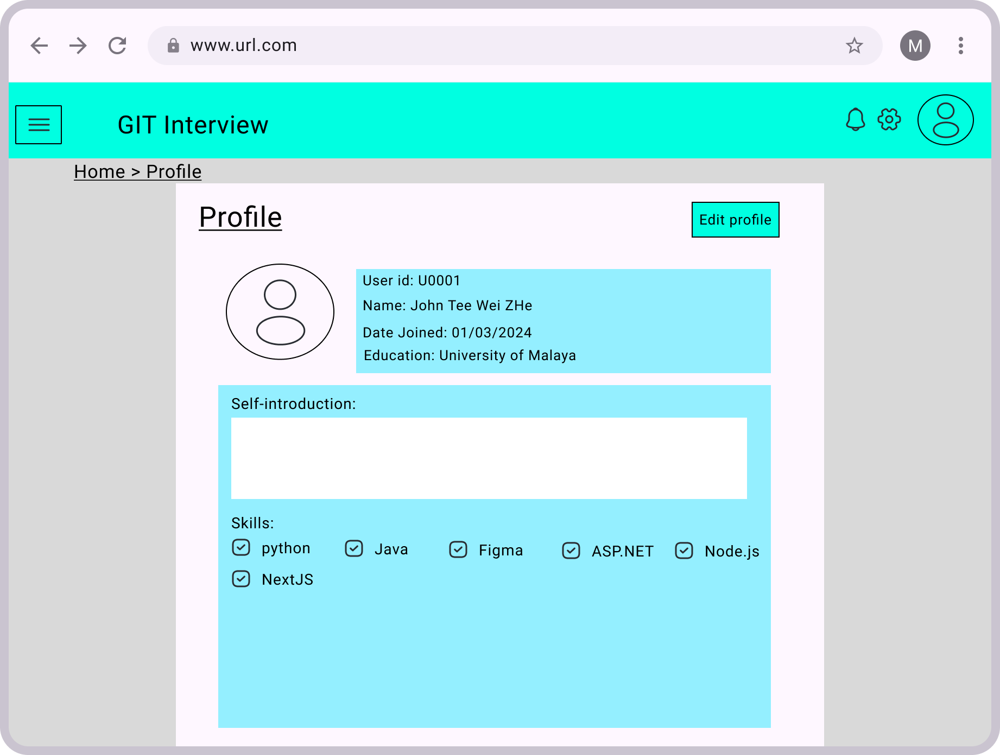 www.url.com
M
GIT Interview
Home > Profile
Profile
Edit profile
User id: U0001
Name: John Tee Wei ZHe
Date Joined: 01/03/2024
Education: University of Malaya
Self-introduction:
Skills:
python Java Figma ASP.NET Node.js
NextJS